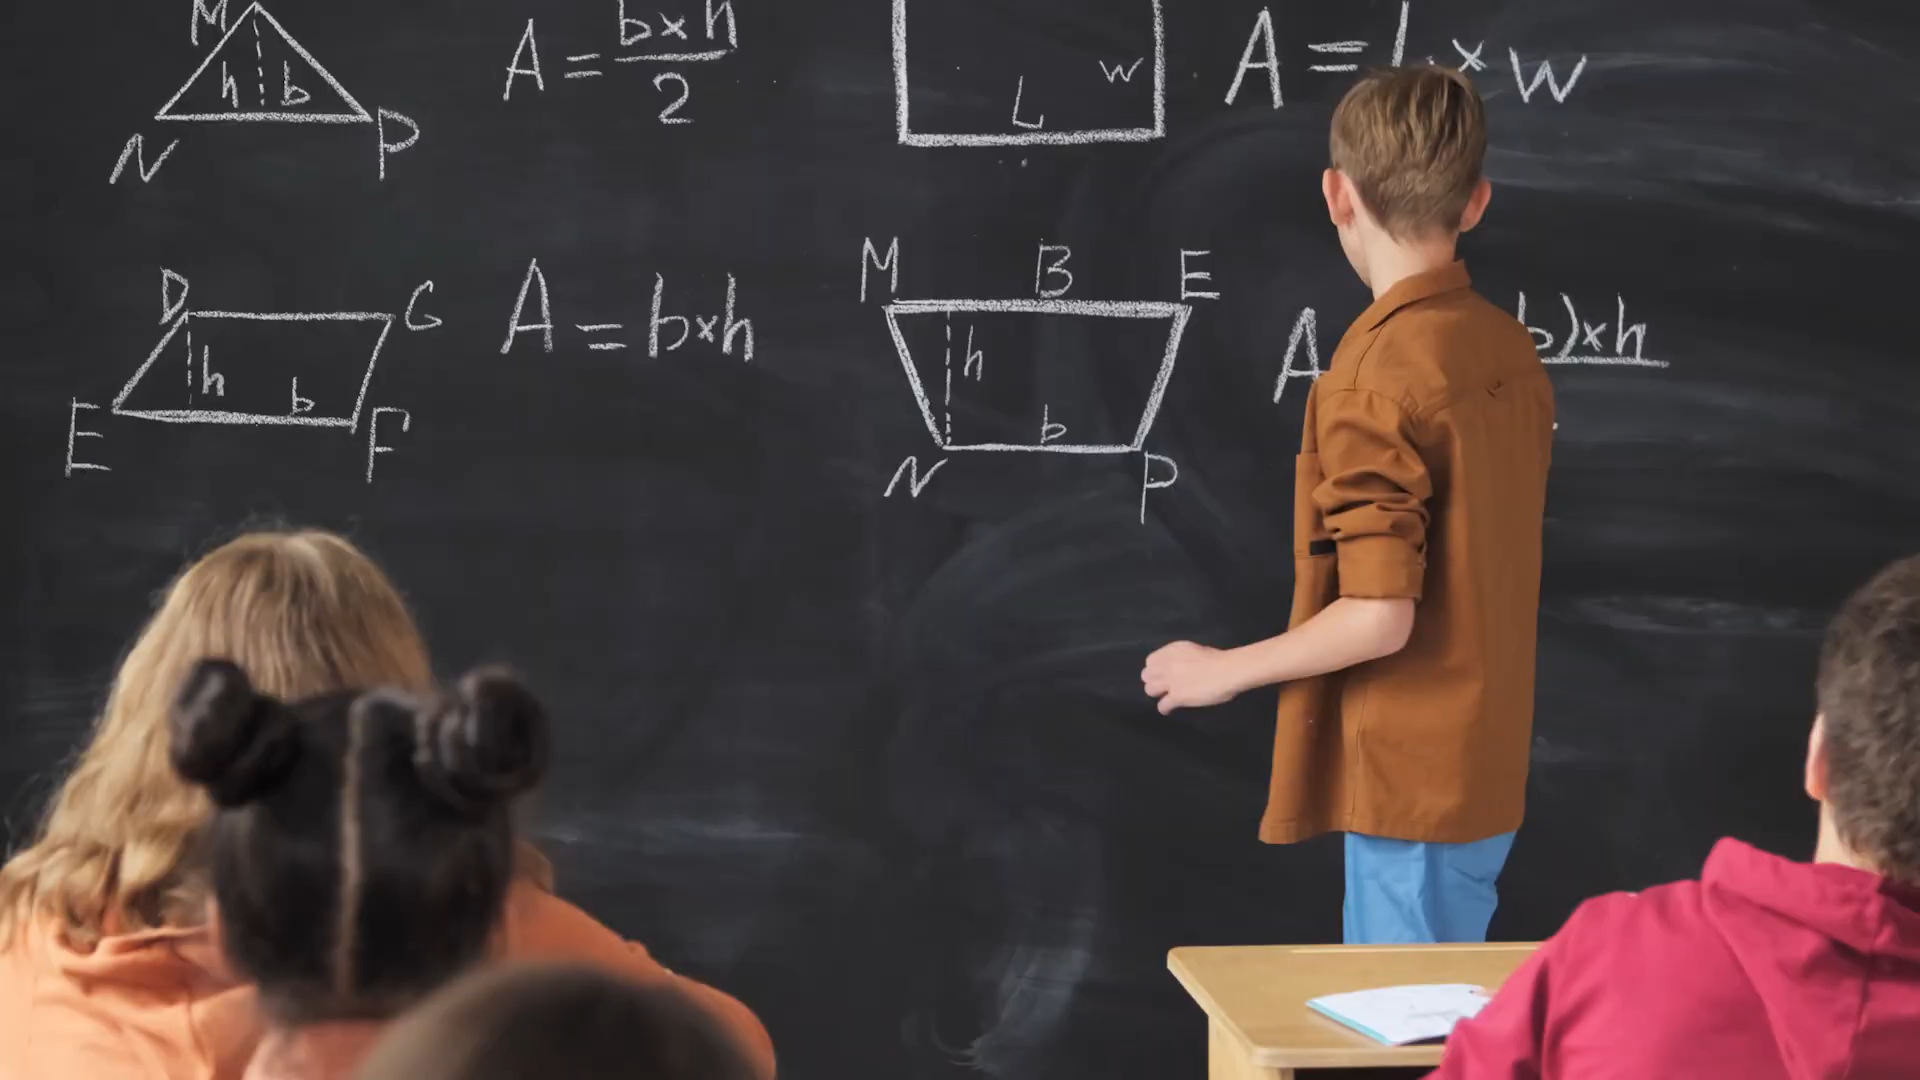 M
h b
N P
A = b×h
2
L w
A = L × w
D G
h b
E F
A = b×h
M B E
h
b
N P
A b)×h